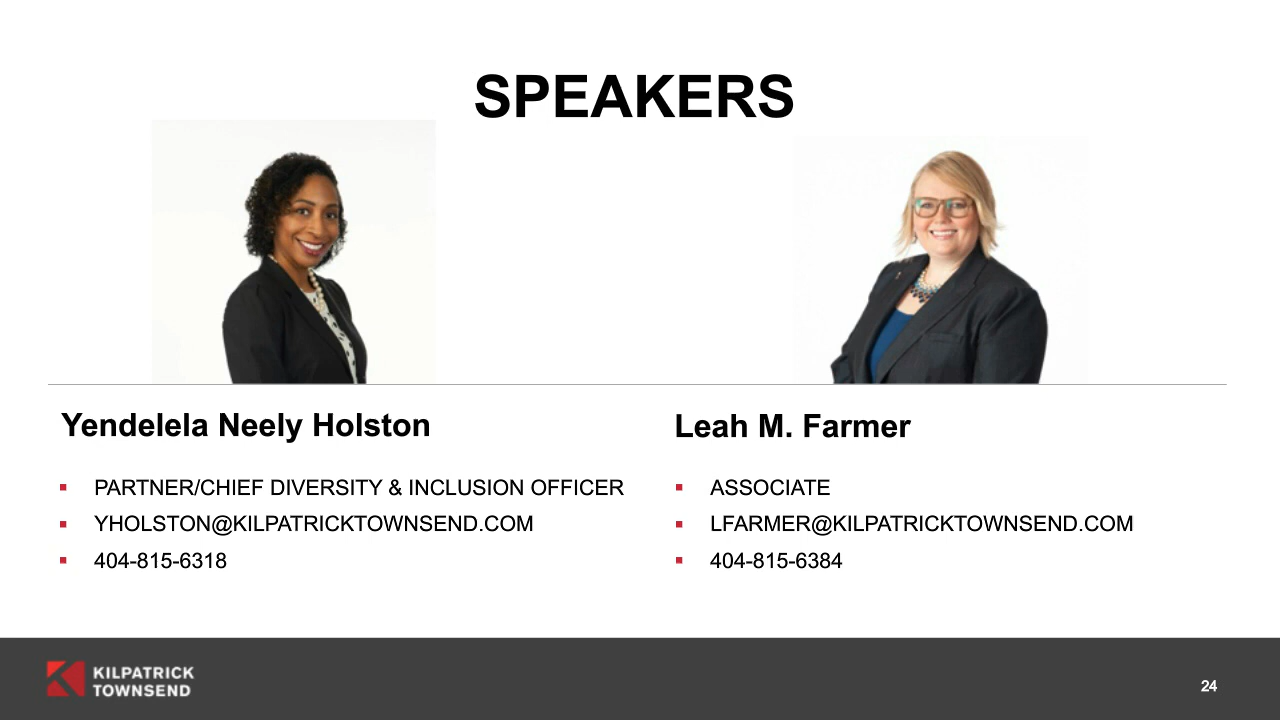 SPEAKERS
Yendelela Neely Holston
PARTNER/CHIEF DIVERSITY & INCLUSION OFFICER
YHOLSTON@KILPATRICKTOWNSEND.COM
404-815-6318
Leah M. Farmer
ASSOCIATE
LFARMER@KILPATRICKTOWNSEND.COM
404-815-6384
KILPATRICK
TOWNSEND
24